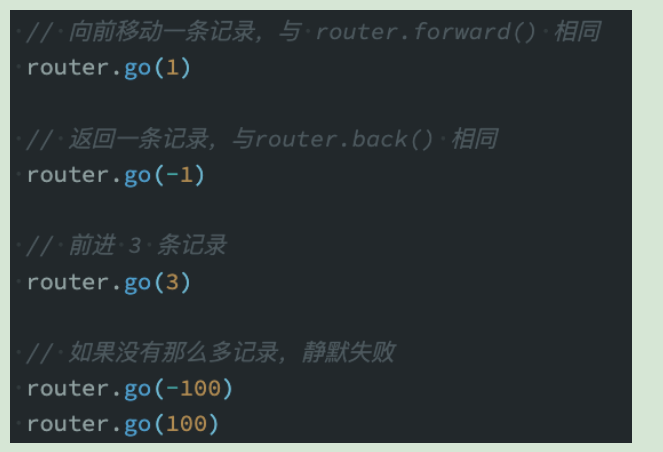 // 向前移动一条记录，与 router.forward() 相同
router.go(1)
// 返回一条记录，与router.back() 相同
router.go(-1)
// 前进 3 条记录
router.go(3)
// 如果没有那么多记录，静默失败
router.go(-100)
router.go(100)